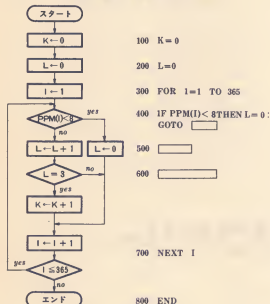 スタート
K←0
L←0
I←1
PPM(I)<8
yes
no
L←L+1
L←0
L=3
no
yes
K←K+1
I←I+1
yes
I≦365
no
エンド
100 K=0
200 L=0
300 FOR I=1 TO 365
400 IF PPM(I)<8THEN L=0:
GOTO
500
600
700 NEXT I
800 END